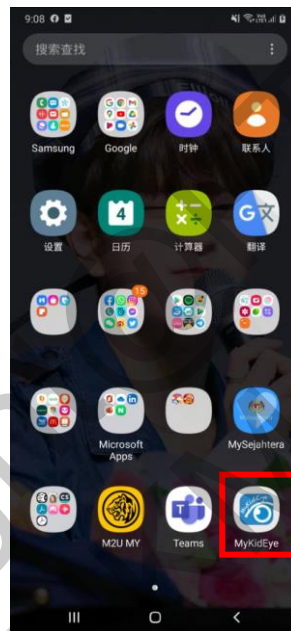 9:08
搜索查找
Samsung
Google
时钟
联系人
4
设置
日历
计算器
翻译
15
Microsoft
Apps
MySejahtera
M2U MY
Teams
MyKidEye